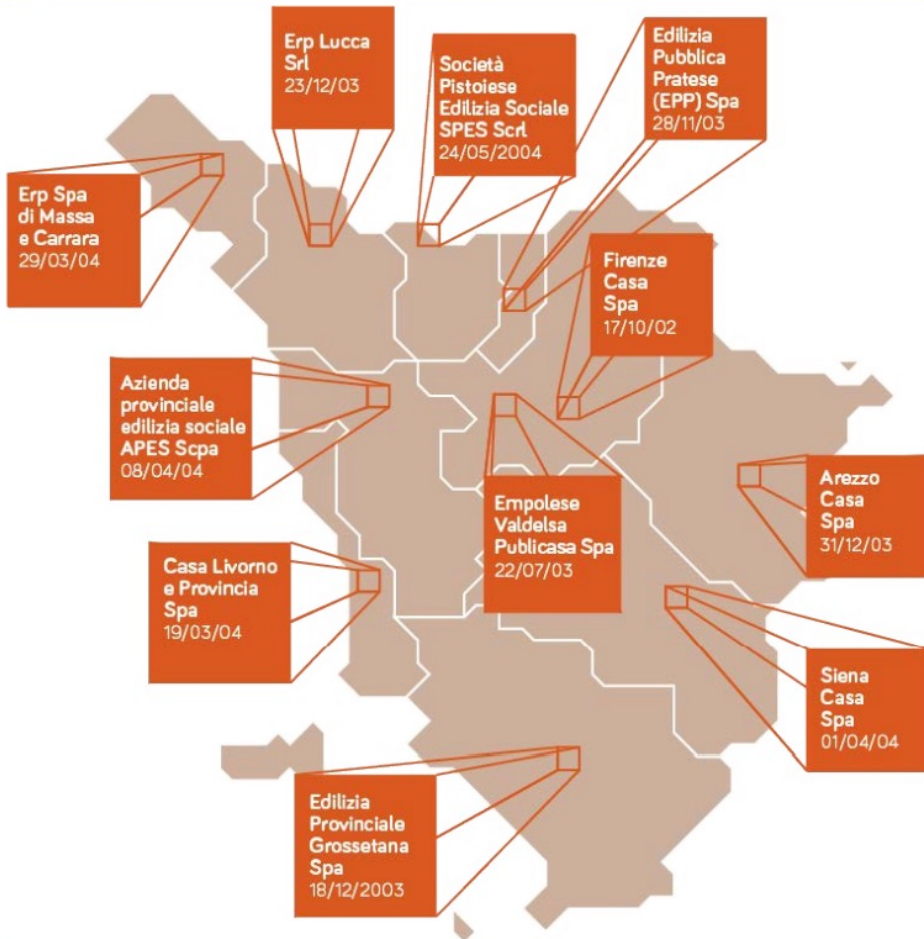 Erp Lucca
Srl
23/12/03
Società
Pistoiese
Edilizia Sociale
SPES Scrl
24/05/2004
Edilizia
Pubblica
Pratese
(EPP) Spa
28/11/03
Erp Spa
di Massa
e Carrara
29/03/04
Firenze
Casa
Spa
17/10/02
Azienda
provinciale
edilizia sociale
APES Scpa
08/04/04
Empolese
Valdelsa
Publicasa Spa
22/07/03
Arezzo
Casa
Spa
31/12/03
Casa Livorno
e Provincia
Spa
19/03/04
Siena
Casa
Spa
01/04/04
Edilizia
Provinciale
Grossetana
Spa
18/12/2003